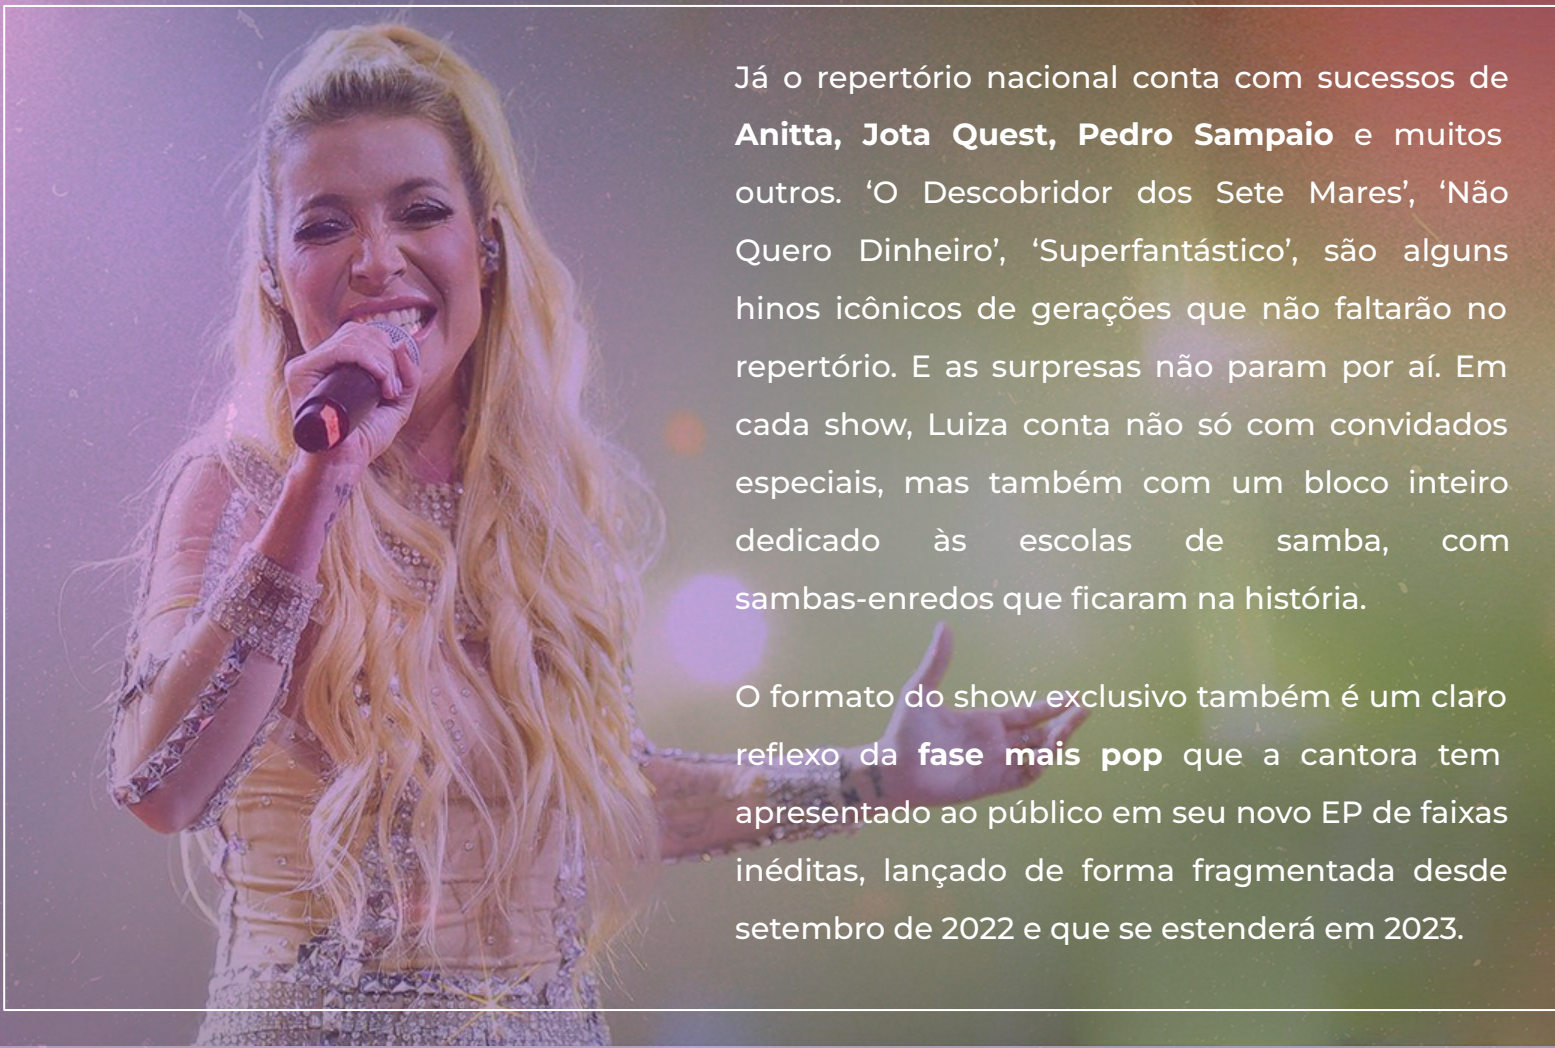 Já o repertório nacional conta com sucessos de
Anitta, Jota Quest, Pedro Sampaio e muitos
outros. ‘O Descobridor dos Sete Mares’, ‘Não
Quero Dinheiro’, ‘Superfantástico’, são alguns
hinos icônicos de gerações que não faltarão no
repertório. E as surpresas não param por aí. Em
cada show, Luiza conta não só com convidados
especiais, mas também com um bloco inteiro
dedicado às escolas de samba, com
sambas-enredos que ficaram na história.
O formato do show exclusivo também é um claro
reflexo da fase mais pop que a cantora tem
apresentado ao público em seu novo EP de faixas
inéditas, lançado de forma fragmentada desde
setembro de 2022 e que se estenderá em 2023.